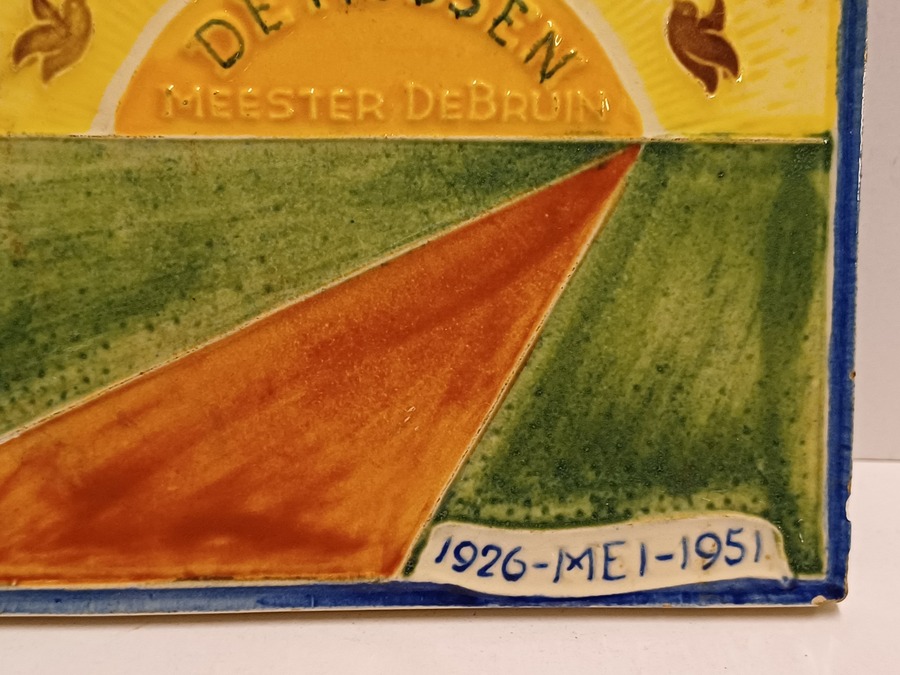 DE
MEESTER DEBRUIN
1926-MEI-1951